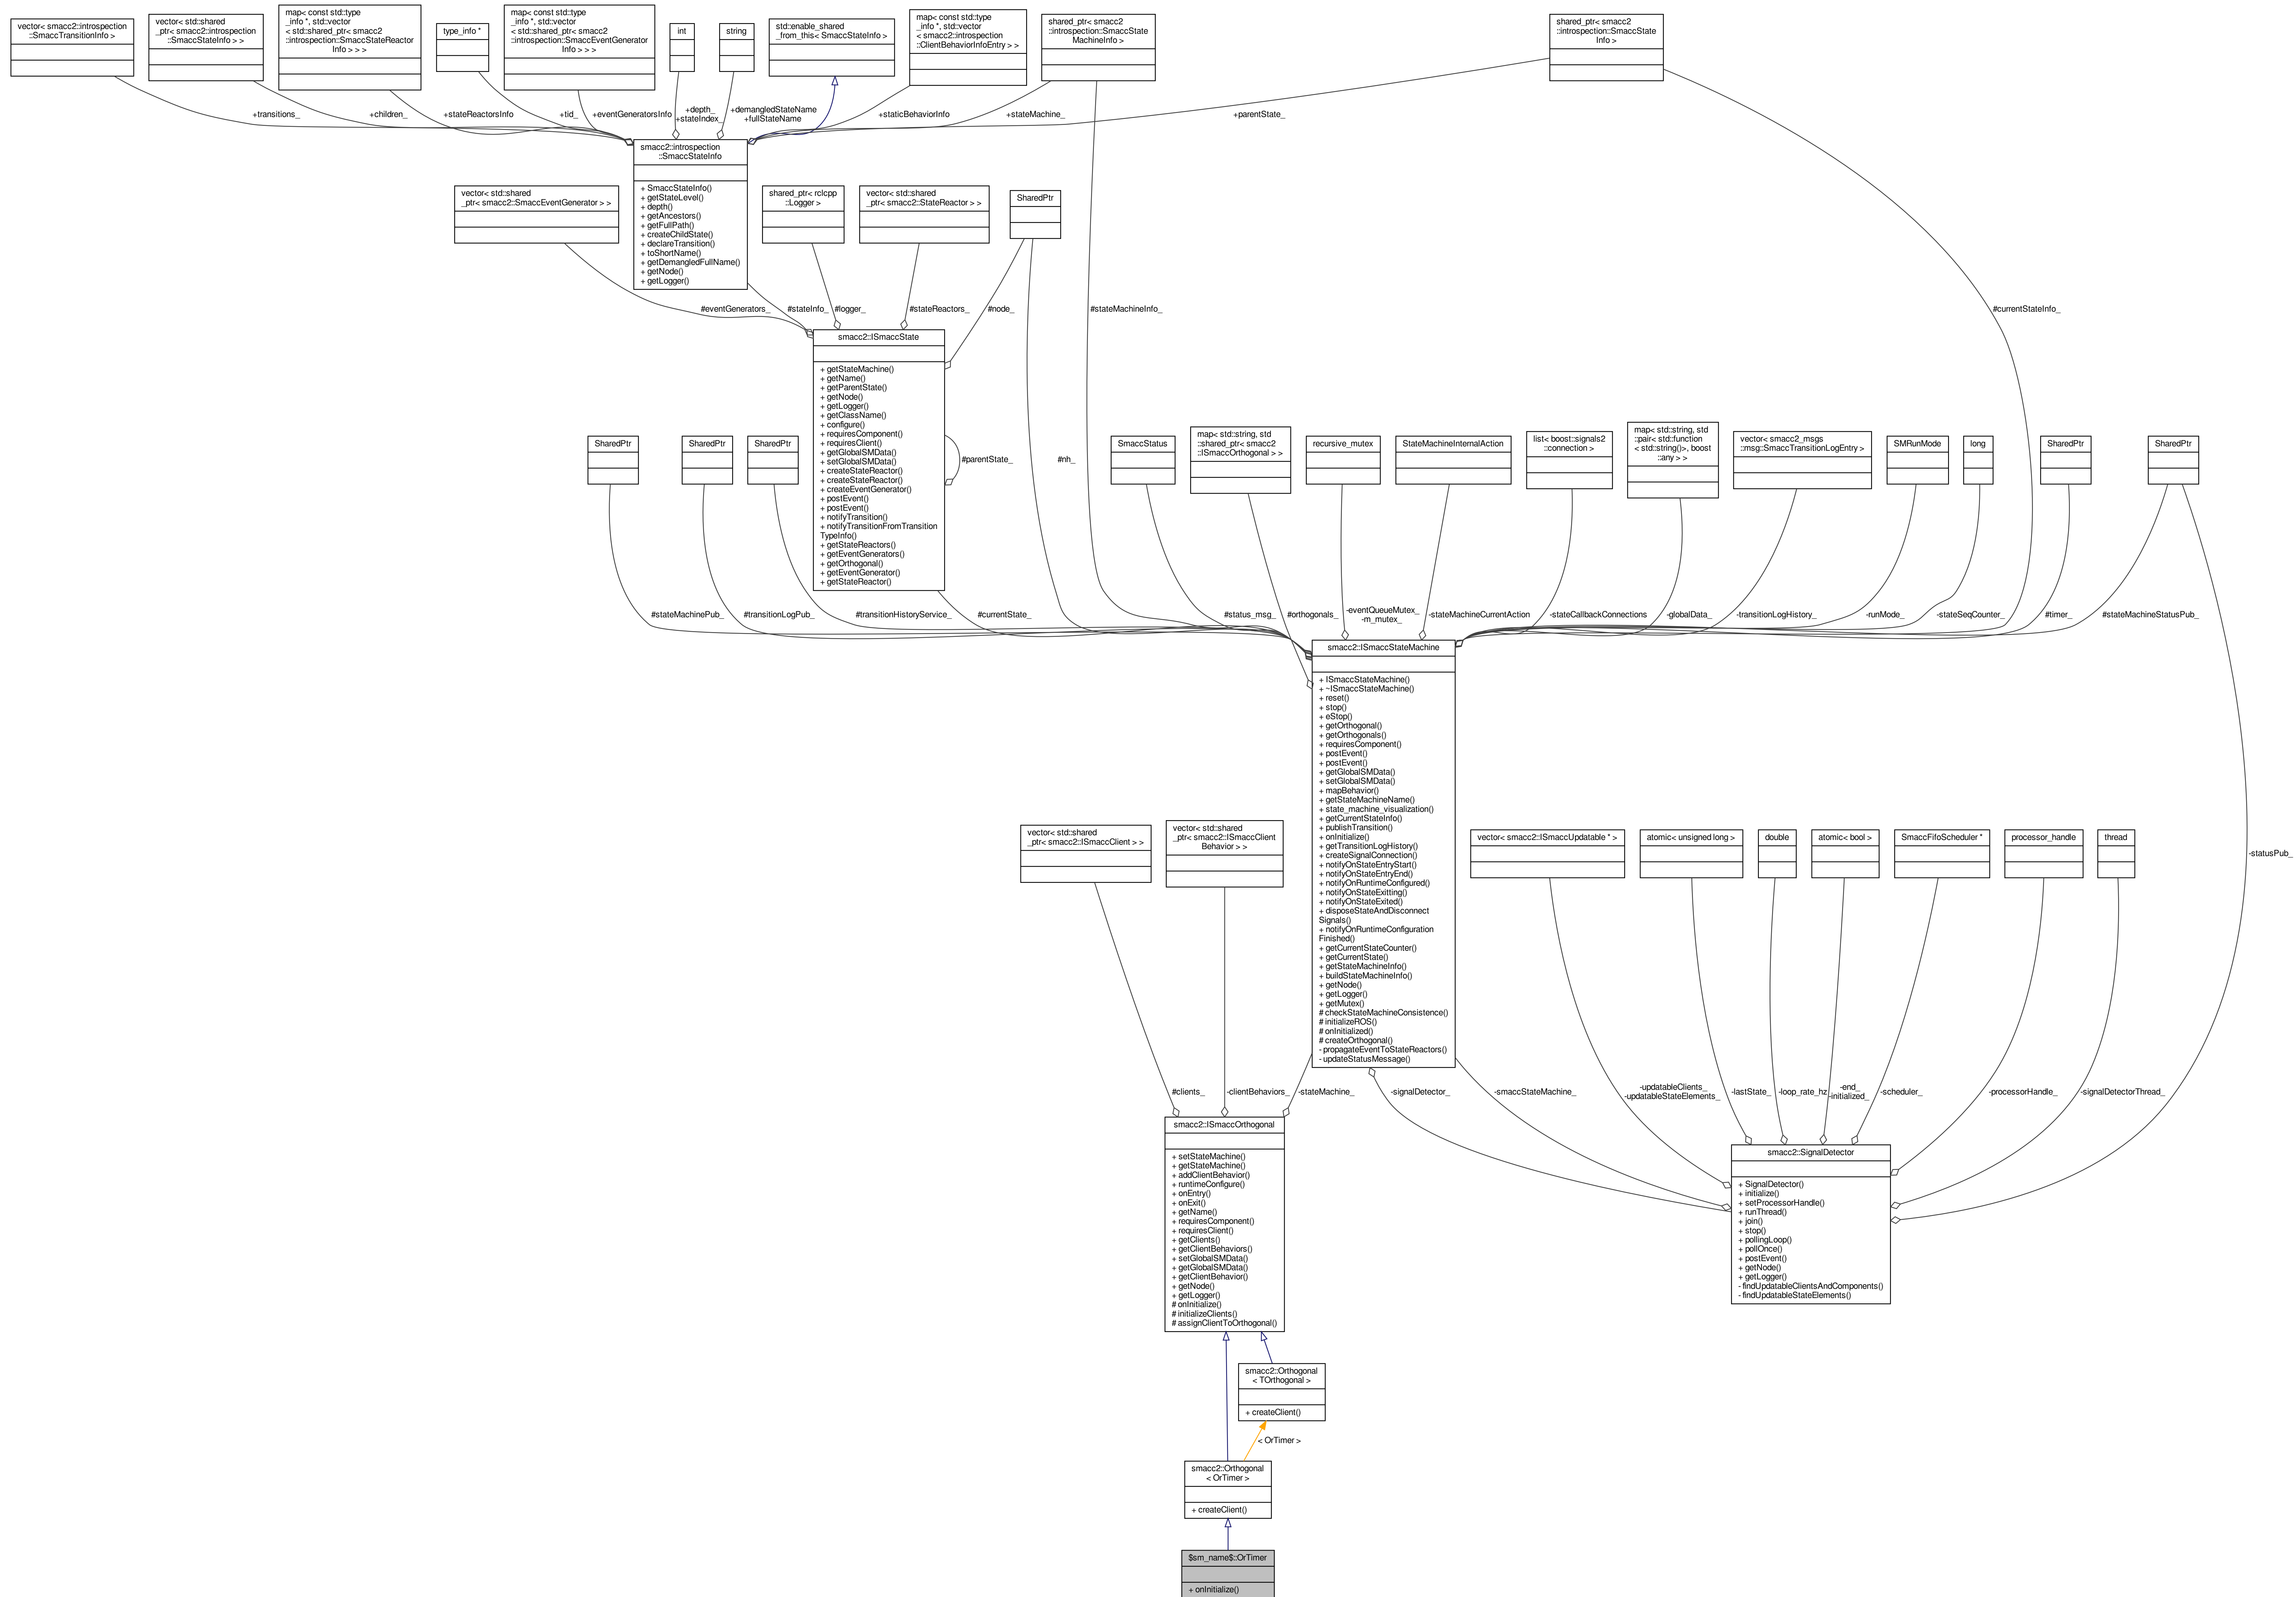 vector< smacc2::introspection
::SmaccTransitionInfo >
vector< std::shared
_ptr< smacc2::introspection
::SmaccStateInfo > >
map< const std::type
_info *, std::vector
< std::shared_ptr< smacc2
::introspection::SmaccStateReactor
Info > > >
type_info *
map< const std::type
_info *, std::vector
< std::shared_ptr< smacc2
::introspection::SmaccEventGenerator
Info > > >
int
string
std::enable_shared
_from_this< SmaccStateInfo >
map< const std::type
_info *, std::vector
< smacc2::introspection
::ClientBehaviorInfoEntry > >
shared_ptr< smacc2
::introspection::SmaccState
MachineInfo >
shared_ptr< smacc2
::introspection::SmaccState
Info >
+transitions_
+children_
+stateReactorsInfo
+tid_
+eventGeneratorsInfo
+depth_
+stateIndex_
+demangledStateName
+fullStateName
+staticBehaviorInfo
+stateMachine_
+parentState_
smacc2::introspection
::SmaccStateInfo
+ SmaccStateInfo()
+ getStateLevel()
+ depth()
+ getAncestors()
+ getFullPath()
+ createChildState()
+ declareTransition()
+ toShortName()
+ getDemangledFullName()
+ getNode()
+ getLogger()
vector< std::shared
_ptr< smacc2::SmaccEventGenerator > >
shared_ptr< rclcpp
::Logger >
vector< std::shared
_ptr< smacc2::StateReactor > >
SharedPtr
#eventGenerators_
#stateInfo_
#logger_
#stateReactors_
#node_
#stateMachineInfo_
#currentStateInfo_
smacc2::ISmaccState
+ getStateMachine()
+ getName()
+ getParentState()
+ getNode()
+ getLogger()
+ getClassName()
+ configure()
+ requiresComponent()
+ requiresClient()
+ getGlobalSMData()
+ setGlobalSMData()
+ createStateReactor()
+ createStateReactor()
+ createEventGenerator()
+ postEvent()
+ postEvent()
+ notifyTransition()
+ notifyTransitionFromTransition
TypeInfo()
+ getStateReactors()
+ getEventGenerators()
+ getOrthogonal()
+ getEventGenerator()
+ getStateReactor()
#parentState_
#nh_
SharedPtr
SharedPtr
SharedPtr
SmaccStatus
map< std::string, std
::shared_ptr< smacc2
::ISmaccOrthogonal > >
recursive_mutex
StateMachineInternalAction
list< boost::signals2
::connection >
map< std::string, std
::pair< std::function
< std::string()>, boost
::any > >
vector< smacc2_msgs
::msg::SmaccTransitionLogEntry >
SMRunMode
long
SharedPtr
SharedPtr
#stateMachinePub_
#transitionLogPub_
#transitionHistoryService_
#currentState_
#status_msg_
#orthogonals_
-eventQueueMutex_
-m_mutex_
-stateMachineCurrentAction
-stateCallbackConnections
-globalData_
-transitionLogHistory_
-runMode_
-stateSeqCounter_
#timer_
#stateMachineStatusPub_
smacc2::ISmaccStateMachine
+ ISmaccStateMachine()
+ ~ISmaccStateMachine()
+ reset()
+ stop()
+ eStop()
+ getOrthogonal()
+ getOrthogonals()
+ requiresComponent()
+ postEvent()
+ postEvent()
+ getGlobalSMData()
+ setGlobalSMData()
+ mapBehavior()
+ getStateMachineName()
+ state_machine_visualization()
+ getCurrentStateInfo()
+ publishTransition()
+ onInitialize()
+ getTransitionLogHistory()
+ createSignalConnection()
+ notifyOnStateEntryStart()
+ notifyOnStateEntryEnd()
+ notifyOnRuntimeConfigured()
+ notifyOnStateExitting()
+ notifyOnStateExited()
+ disposeStateAndDisconnect
Signals()
+ notifyOnRuntimeConfiguration
Finished()
+ getCurrentStateCounter()
+ getCurrentState()
+ getStateMachineInfo()
+ buildStateMachineInfo()
+ getNode()
+ getLogger()
+ getMutex()
# checkStateMachineConsistence()
# initializeROS()
# onInitialized()
# createOrthogonal()
- propagateEventToStateReactors()
- updateStatusMessage()
vector< std::shared
_ptr< smacc2::ISmaccClient > >
vector< std::shared
_ptr< smacc2::ISmaccClient
Behavior > >
vector< smacc2::ISmaccUpdatable * >
atomic< unsigned long >
double
atomic< bool >
SmaccFifoScheduler *
processor_handle
thread
-statusPub_
#clients_
-clientBehaviors_
-stateMachine_
-signalDetector_
-smaccStateMachine_
-updatableClients_
-updatableStateElements_
-lastState_
-loop_rate_hz
-end_
-initialized_
-scheduler_
-processorHandle_
-signalDetectorThread_
smacc2::ISmaccOrthogonal
+ setStateMachine()
+ getStateMachine()
+ addClientBehavior()
+ runtimeConfigure()
+ onEntry()
+ onExit()
+ getName()
+ requiresComponent()
+ requiresClient()
+ getClients()
+ getClientBehaviors()
+ setGlobalSMData()
+ getGlobalSMData()
+ getClientBehavior()
+ getNode()
+ getLogger()
# onInitialize()
# initializeClients()
# assignClientToOrthogonal()
smacc2::SignalDetector
+ SignalDetector()
+ initialize()
+ setProcessorHandle()
+ runThread()
+ join()
+ stop()
+ pollingLoop()
+ pollOnce()
+ postEvent()
+ getNode()
+ getLogger()
- findUpdatableClientsAndComponents()
- findUpdatableStateElements()
smacc2::Orthogonal
< TOrthogonal >
+ createClient()
< OrTimer >
smacc2::Orthogonal
< OrTimer >
+ createClient()
$sm_name$::OrTimer
+ onInitialize()